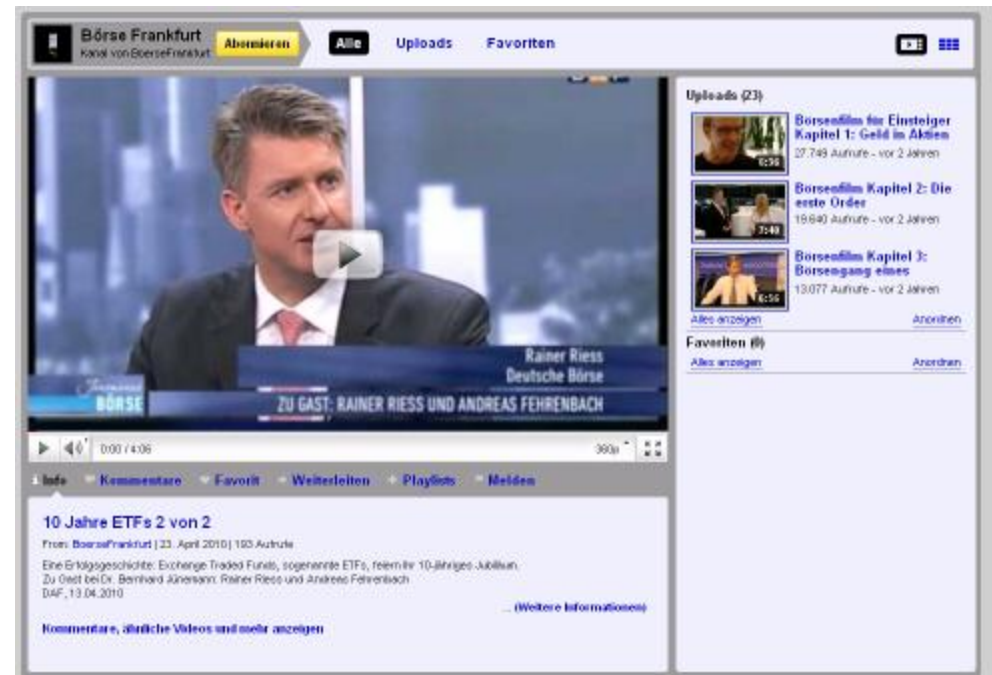 Börse Frankfurt
Kanal von BoerseFrankfurt
Abonnieren
Alle
Uploads
Favoriten
Rainer Riess
Deutsche Börse
BÖRSE
ZU GAST: RAINER RIESS UND ANDREAS FEHRENBACH
0:00 / 4:06
360p
Info
Kommentare
Favorit
Weiterleiten
Playlists
Melden
10 Jahre ETFs 2 von 2
From: BoerseFrankfurt | 23. April 2010 | 193 Aufrufe
Eine Erfolgsgeschichte: Exchange Traded Funds, sogenannte ETFs, feiern ihr 10-jähriges Jubiläum.
Zu Gast bei Dr. Bernhard Jünemann: Rainer Riess und Andreas Fehrenbach
DAF, 13.04.2010
... (Weitere Informationen)
Kommentare, ähnliche Videos und mehr anzeigen
Uploads (23)
Börsenfilm für Einsteiger
Kapitel 1: Geld in Aktien
27.749 Aufrufe - vor 2 Jahren
6:36
Börsenfilm Kapitel 2: Die
erste Order
19.640 Aufrufe - vor 2 Jahren
7:40
Börsenfilm Kapitel 3:
Börsengang eines
13.077 Aufrufe - vor 2 Jahren
6:56
Alles anzeigen
Anordnen
Favoriten (0)
Alles anzeigen
Anordnen